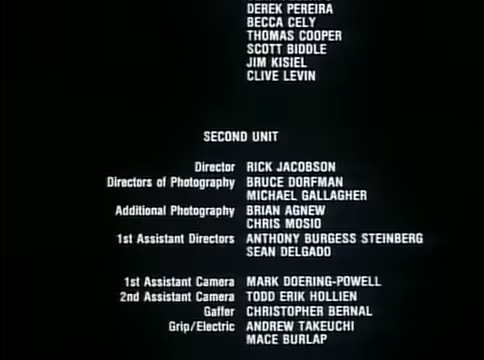 DEREK PEREIRA
BECCA CELY
THOMAS COOPER
SCOTT BIDDLE
JIM KISIEL
CLIVE LEVIN
SECOND UNIT
Director RICK JACOBSON
Directors of Photography BRUCE DORFMAN
MICHAEL GALLAGHER
Additional Photography BRIAN AGNEW
CHRIS MOSIO
1st Assistant Directors ANTHONY BURGESS STEINBERG
SEAN DELGADO
1st Assistant Camera MARK DOERING-POWELL
2nd Assistant Camera TODD ERIK HOLLIEN
Gaffer CHRISTOPHER BERNAL
Grip/Electric ANDREW TAKEUCHI
MACE BURLAP